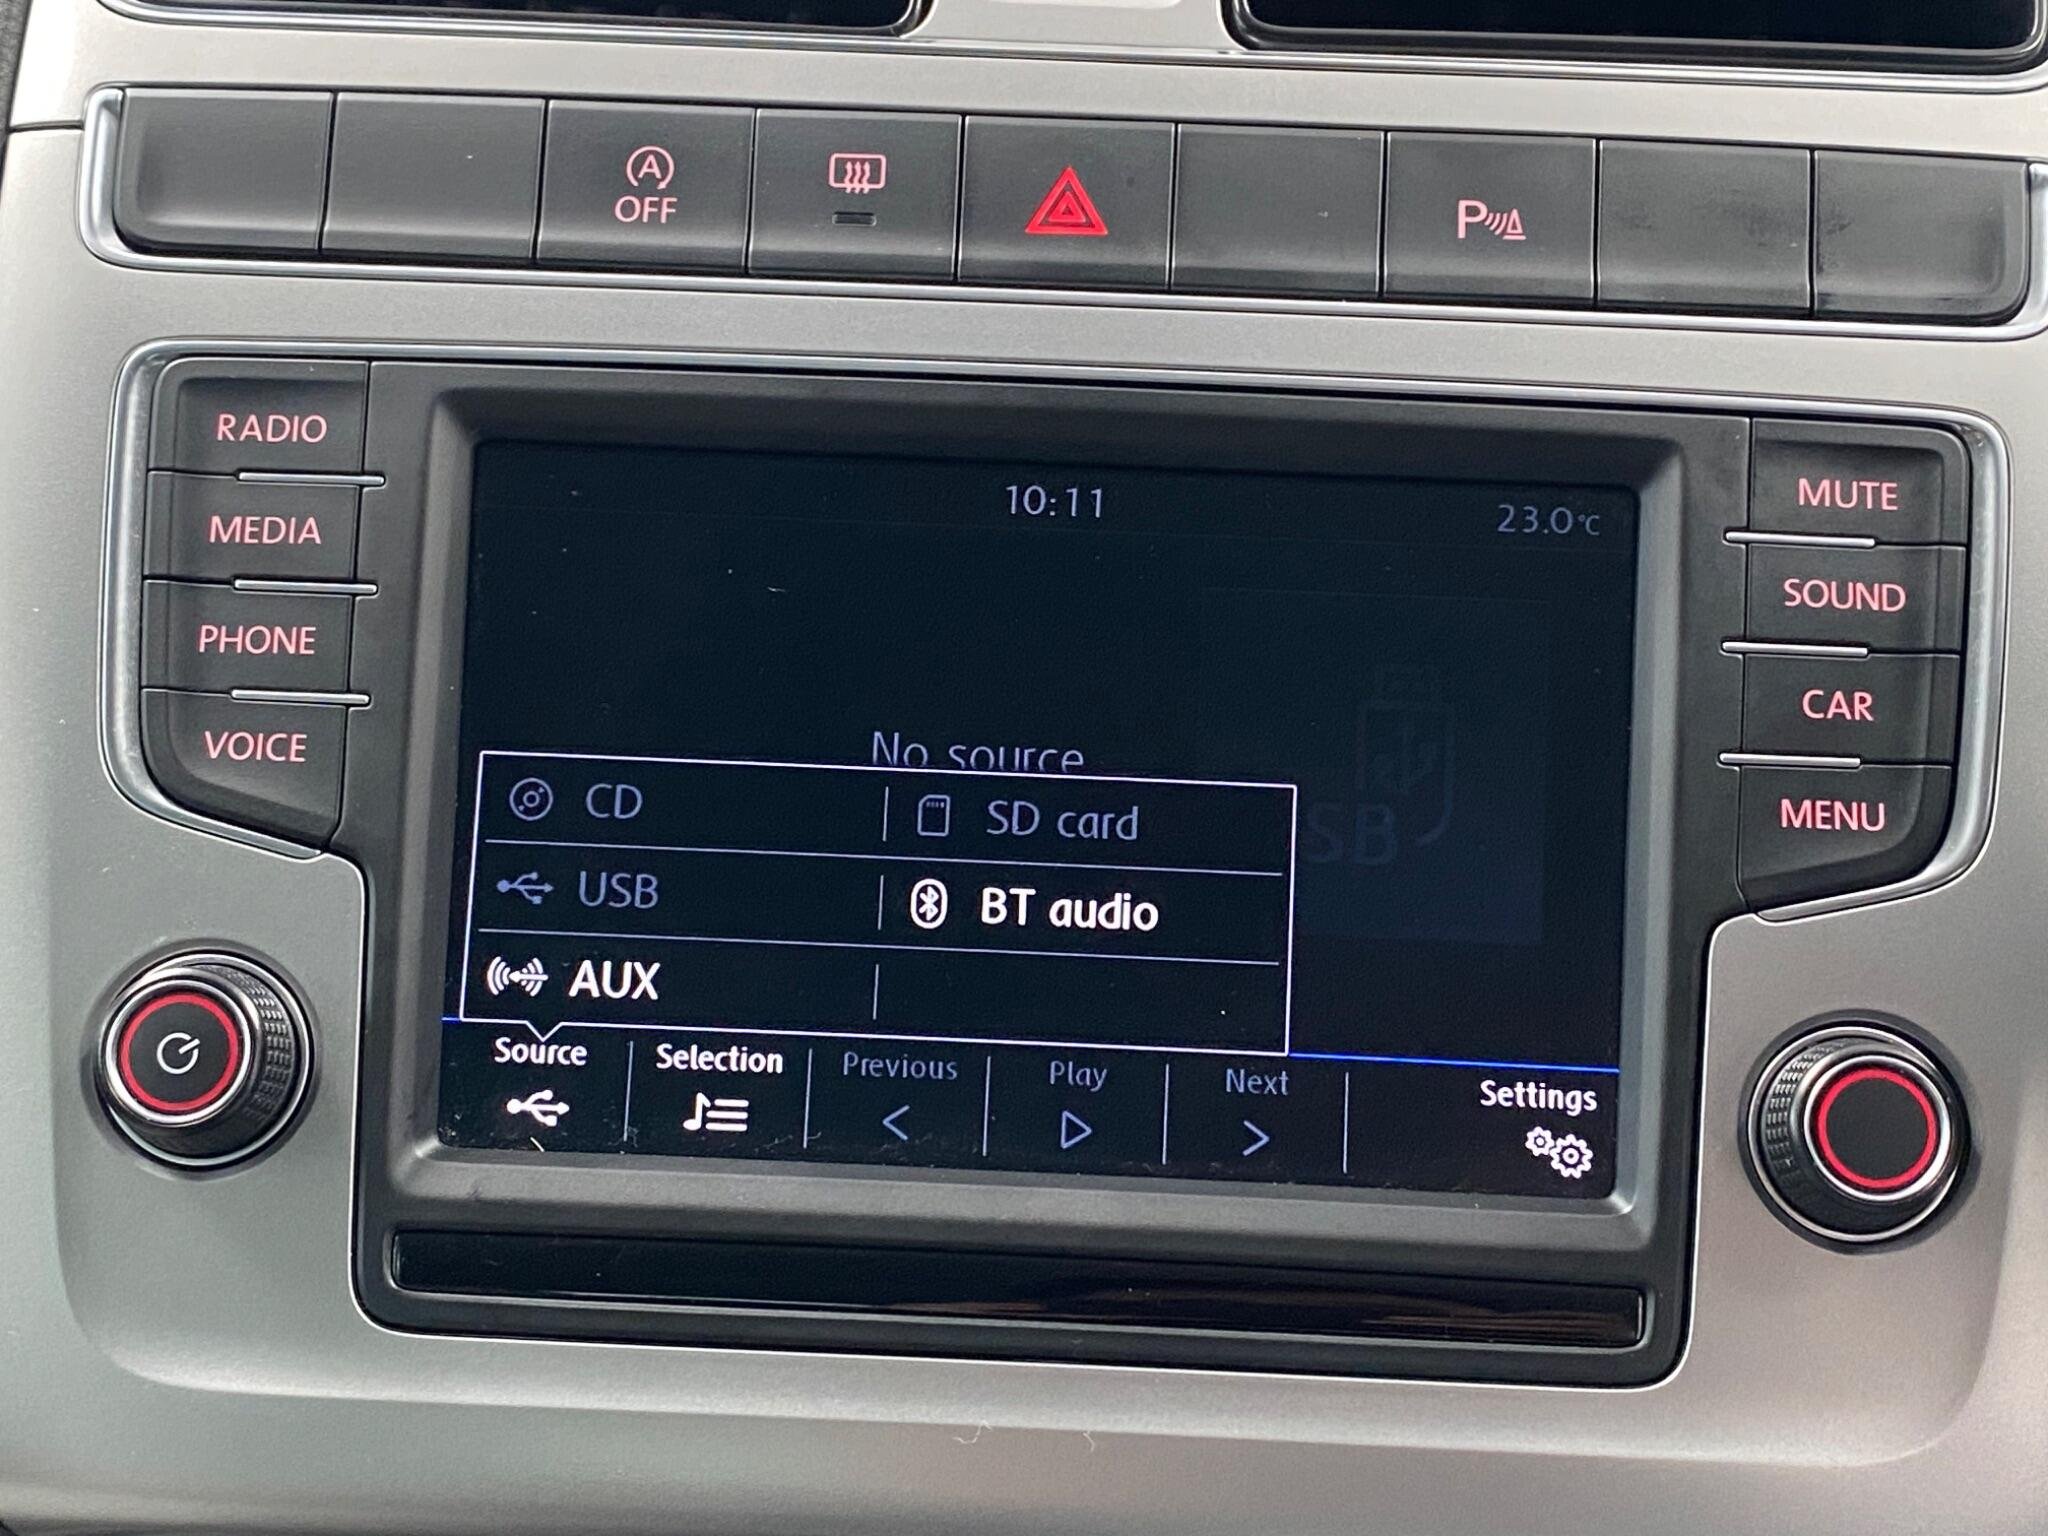 A
OFF
P
RADIO
MEDIA
PHONE
VOICE
10:11
23.0°C
No source
SB
CD
SD card
USB
BT audio
AUX
Source
Selection
Previous
Play
Next
Settings
MUTE
SOUND
CAR
MENU